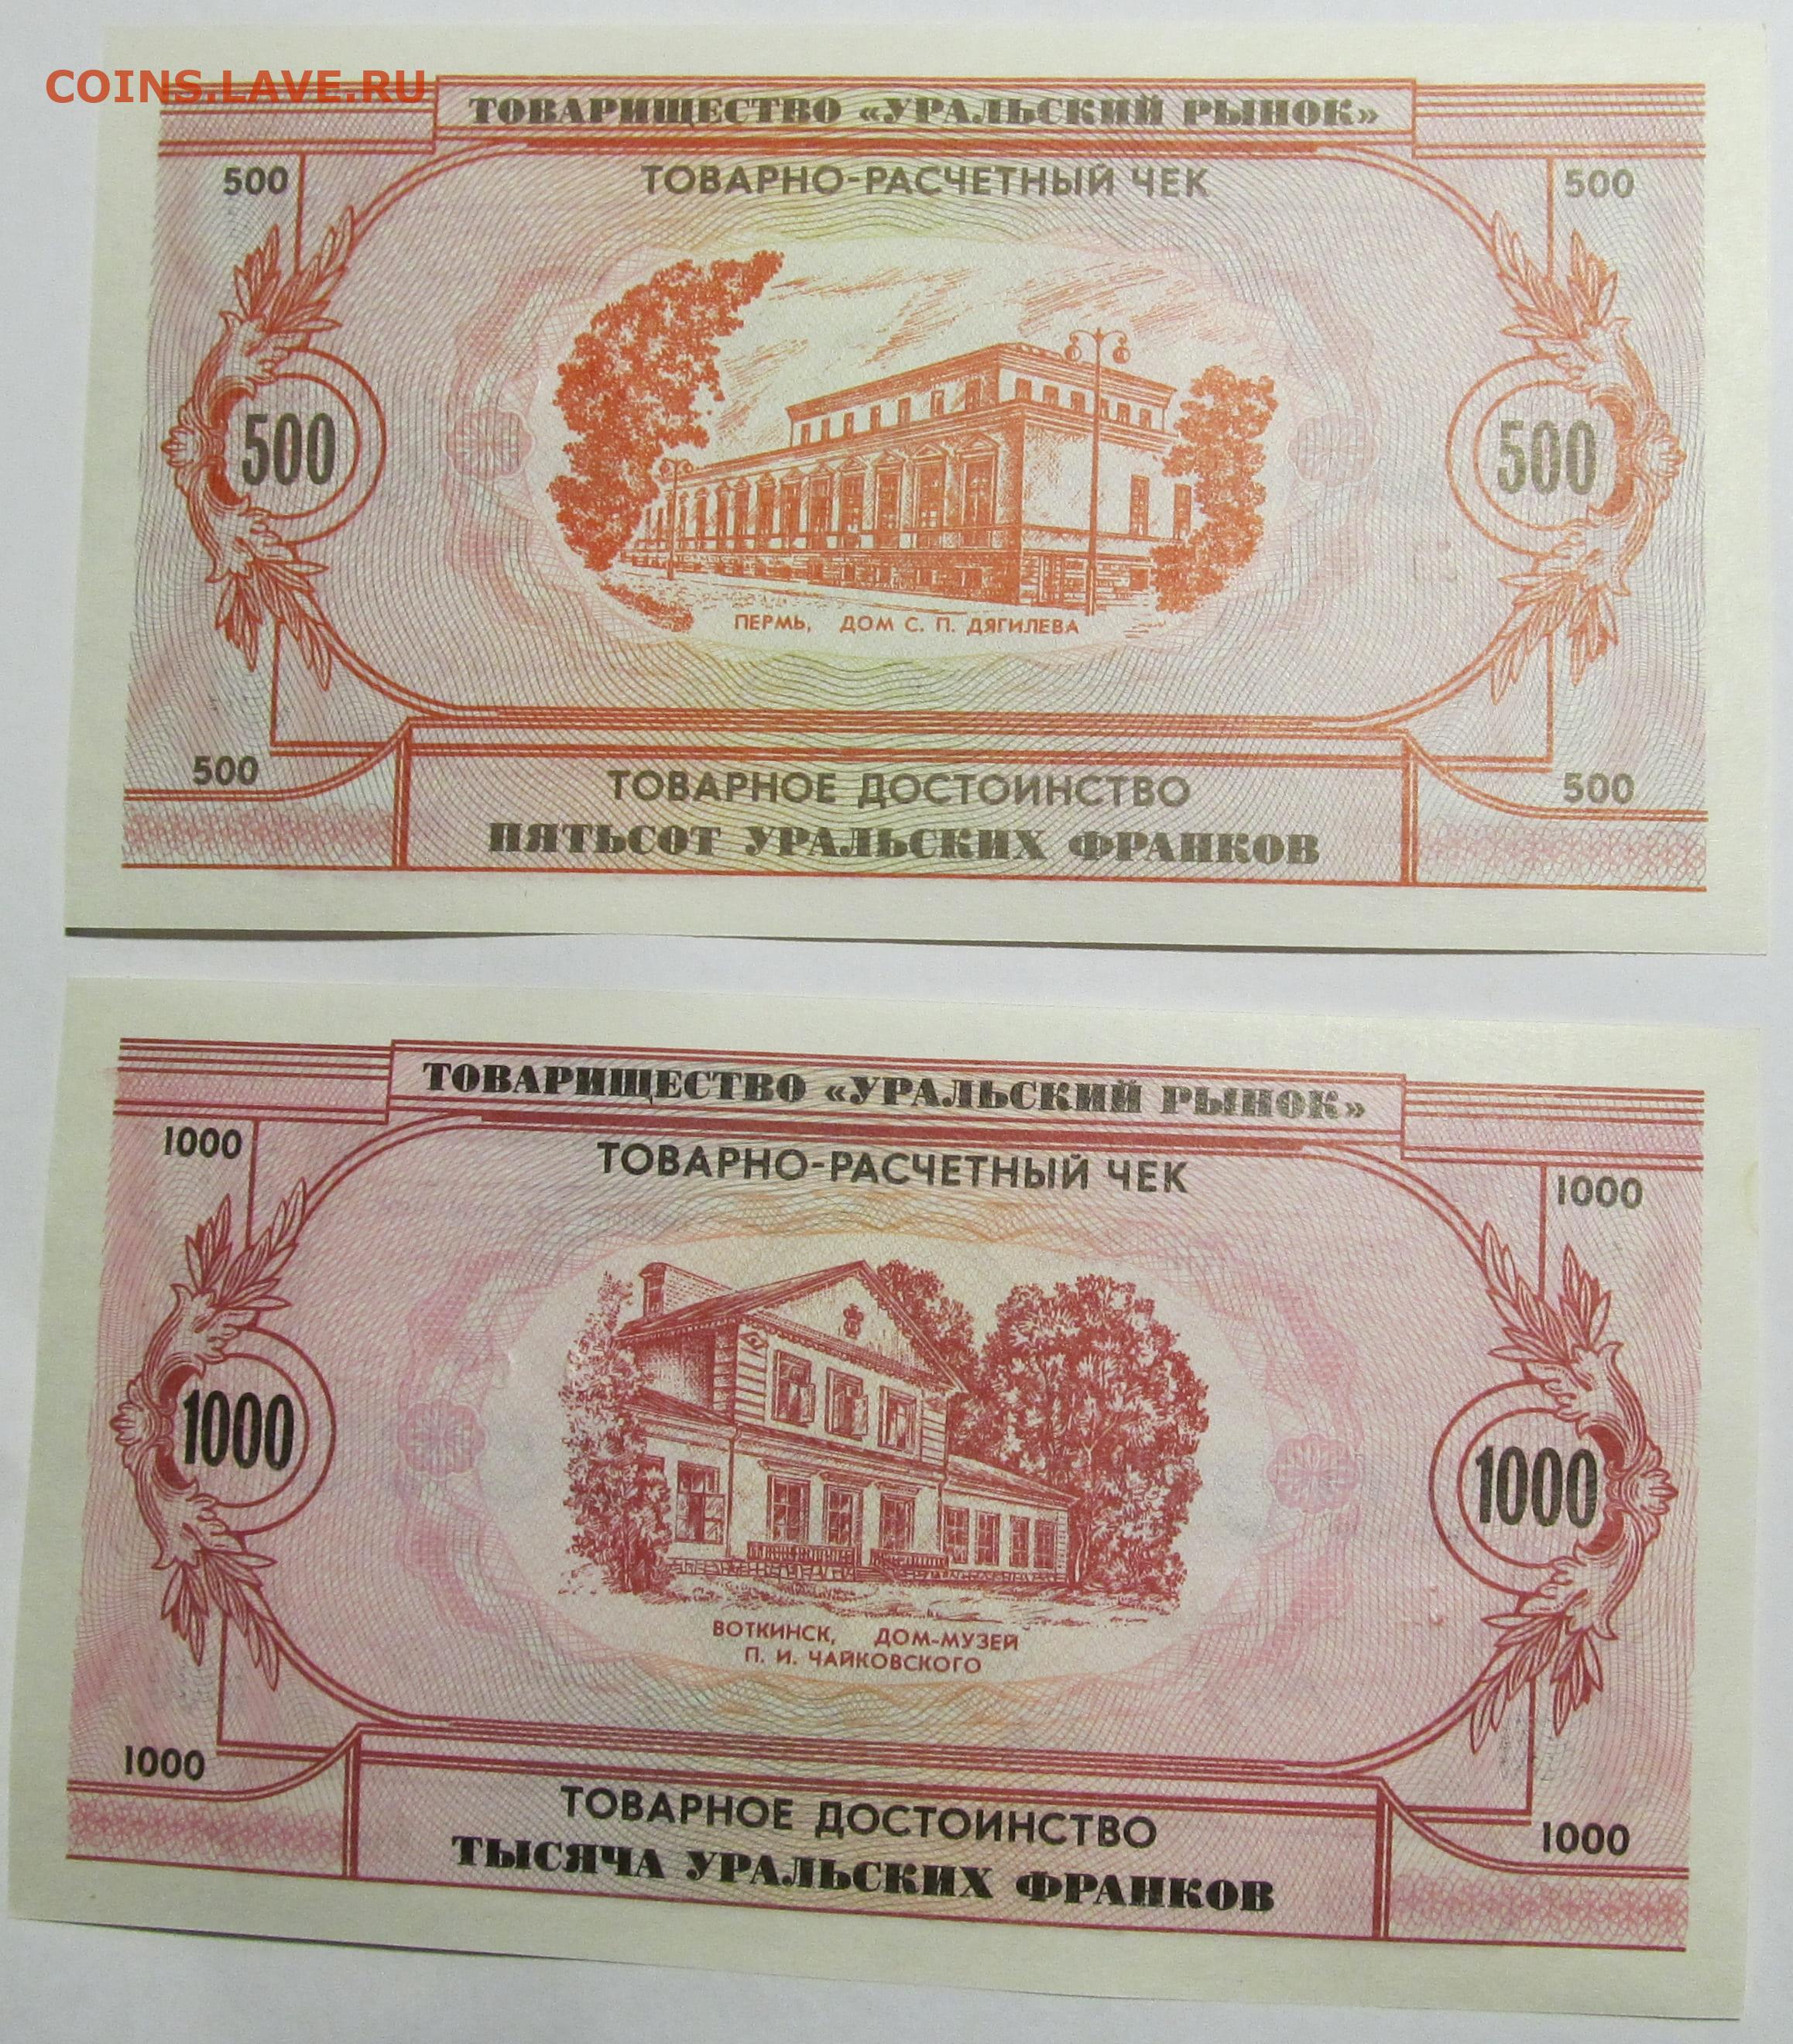 COINS.LAVE.RU
ТОВАРИЩЕСТВО «УРАЛЬСКИЙ РЫНОК»
500 ТОВАРНО-РАСЧЕТНЫЙ ЧЕК 500
500 500
ПЕРМЬ, ДОМ С. П. ДЯГИЛЕВА
500 ТОВАРНОЕ ДОСТОИНСТВО 500
ПЯТЬСОТ УРАЛЬСКИХ ФРАНКОВ
ТОВАРИЩЕСТВО «УРАЛЬСКИЙ РЫНОК»
1000 ТОВАРНО-РАСЧЕТНЫЙ ЧЕК 1000
1000 1000
ВОТКИНСК, ДОМ-МУЗЕЙ
П. И. ЧАЙКОВСКОГО
1000 ТОВАРНОЕ ДОСТОИНСТВО 1000
ТЫСЯЧА УРАЛЬСКИХ ФРАНКОВ